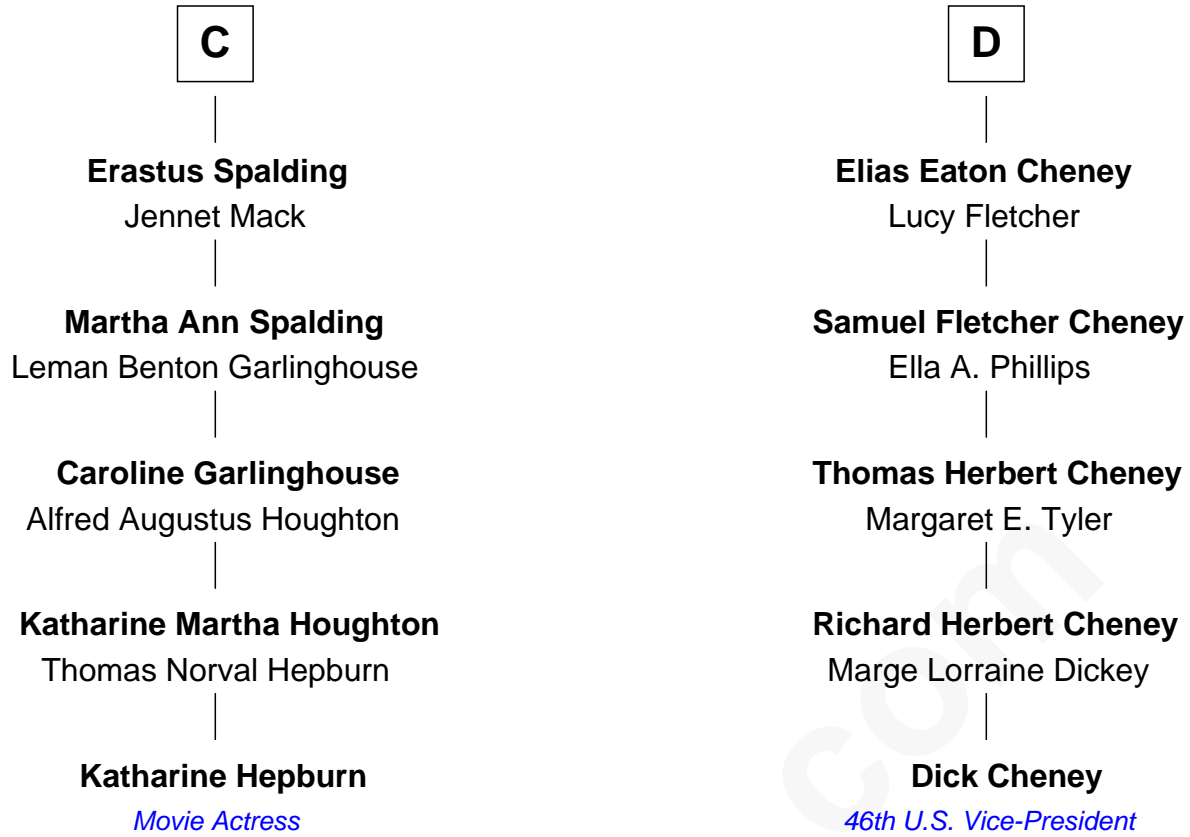 C
Erastus Spalding
Jennet Mack
Martha Ann Spalding
Leman Benton Garlinghouse
Caroline Garlinghouse
Alfred Augustus Houghton
Katharine Martha Houghton
Thomas Norval Hepburn
Katharine Hepburn
Movie Actress
D
Elias Eaton Cheney
Lucy Fletcher
Samuel Fletcher Cheney
Ella A. Phillips
Thomas Herbert Cheney
Margaret E. Tyler
Richard Herbert Cheney
Marge Lorraine Dickey
Dick Cheney
46th U.S. Vice-President
com